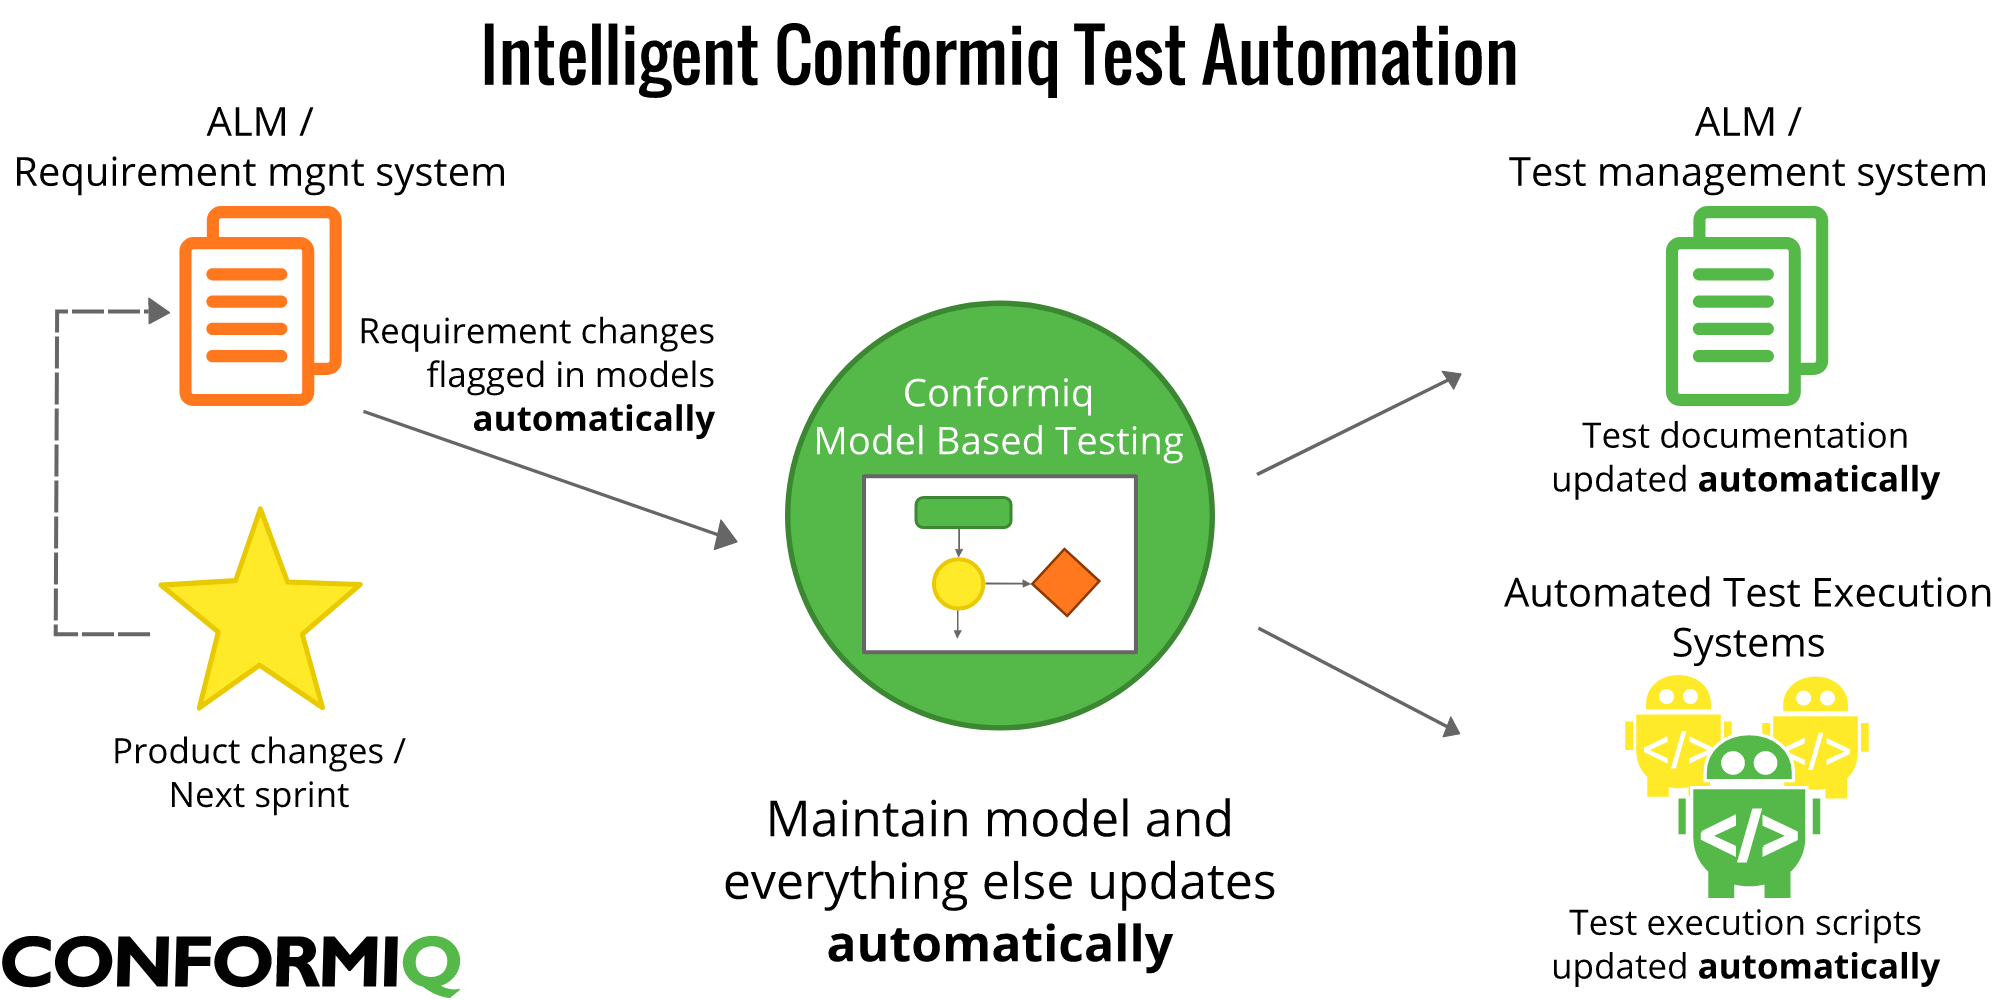 Intelligent Conformiq Test Automation
ALM /
Requirement mgnt system
Requirement changes
flagged in models
automatically
Product changes /
Next sprint
Conformiq
Model Based Testing
Maintain model and
everything else updates
automatically
ALM /
Test management system
Test documentation
updated automatically
Automated Test Execution
Systems
</>
</>
</>
Test execution scripts
updated automatically
CONFORMIQ